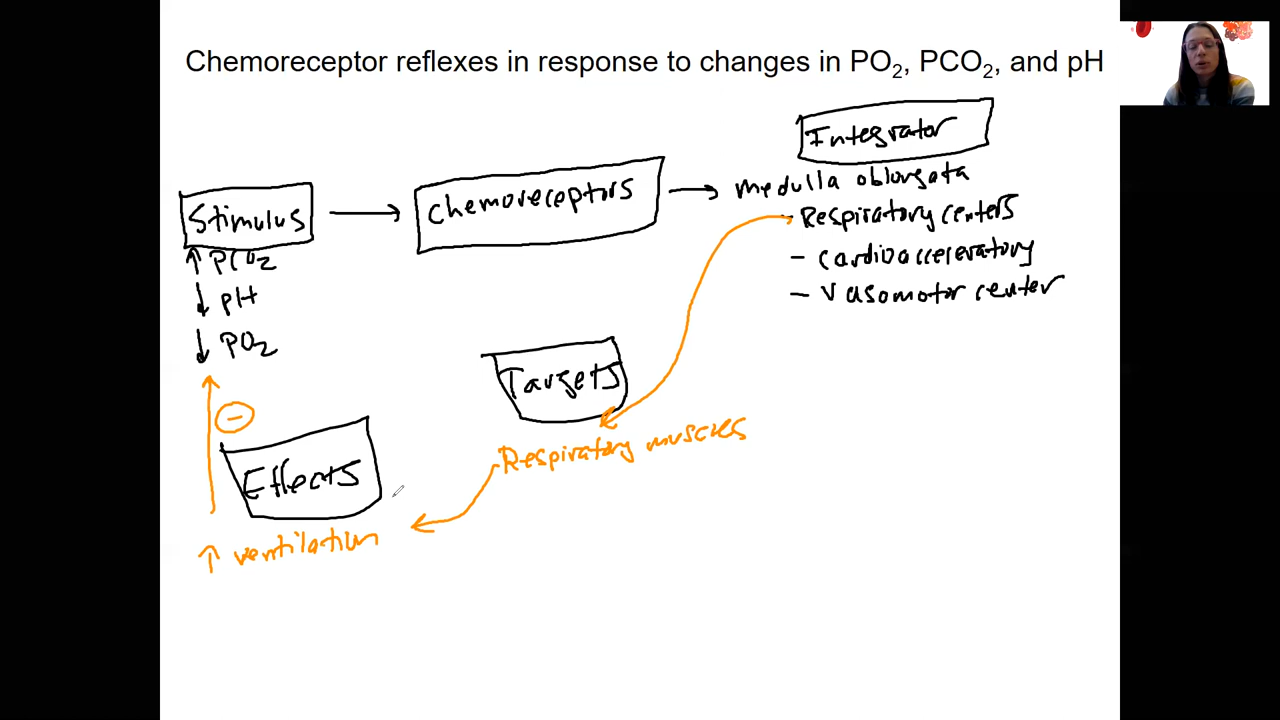 Chemoreceptor reflexes in response to changes in PO₂, PCO₂, and pH
Integrator
Stimulus → Chemoreceptors → medulla oblongata
↑ PCO₂
↓ pH
↓ PO₂
- Respiratory centers
- Cardioacceleratory
- Vasomotor center
Targets
Respiratory muscles
−
Effects
↑ ventilation